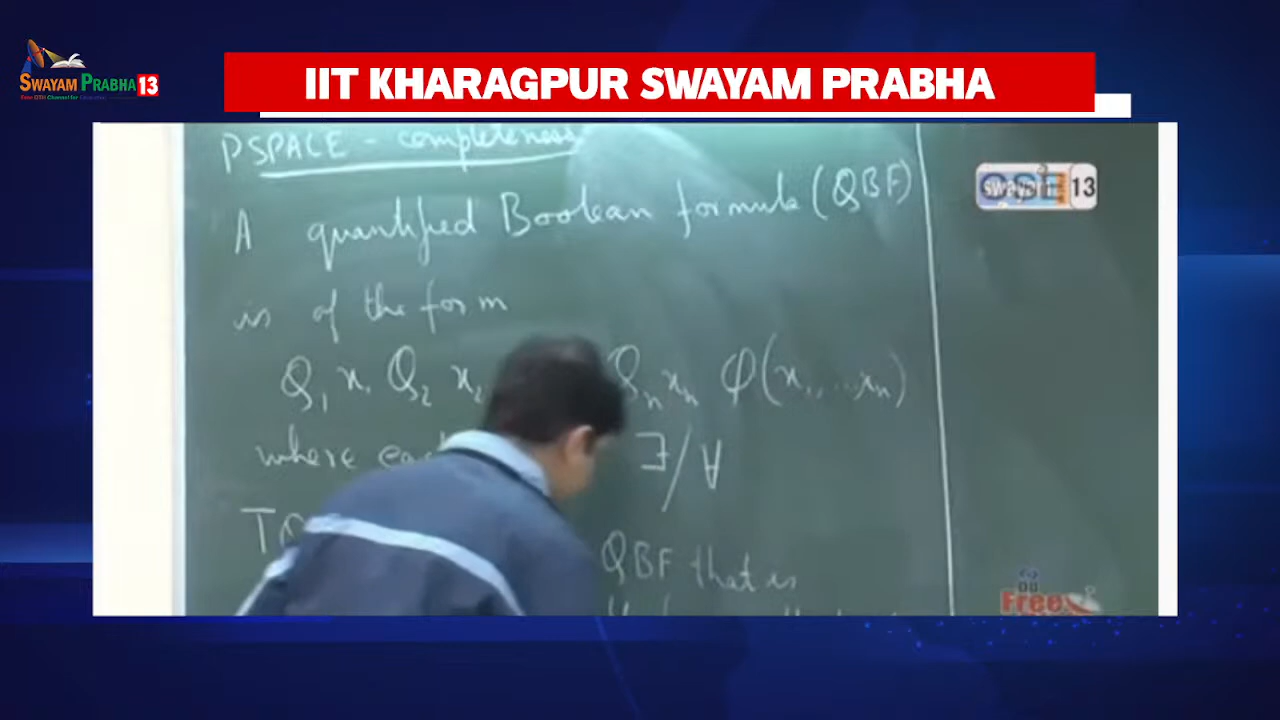 SWAYAM PRABHA 13
IIT KHARAGPUR SWAYAM PRABHA
PSPACE - completeness
A quantified Boolean formula (QBF)
is of the form
Q₁ x₁ Q₂ x₂ Qₙ xₙ φ(x₁, ... xₙ)
where ∃/∀
QBF that is
CSE
swayam 13
Free